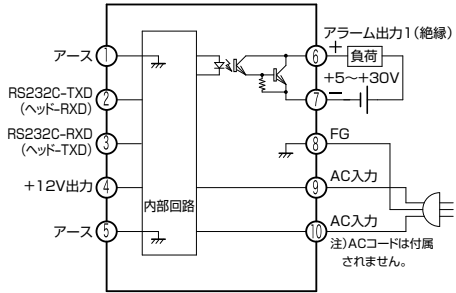 アース
①
RS232C-TXD
(ヘッド-RXD)
②
RS232C-RXD
(ヘッド-TXD)
③
+12V出力
④
アース
⑤
内部回路
⑥
アラーム出力1(絶縁)
+
負荷
+5~+30V
⑦
−
⑧
FG
⑨
AC入力
⑩
AC入力
注)ACコードは付属
されません。